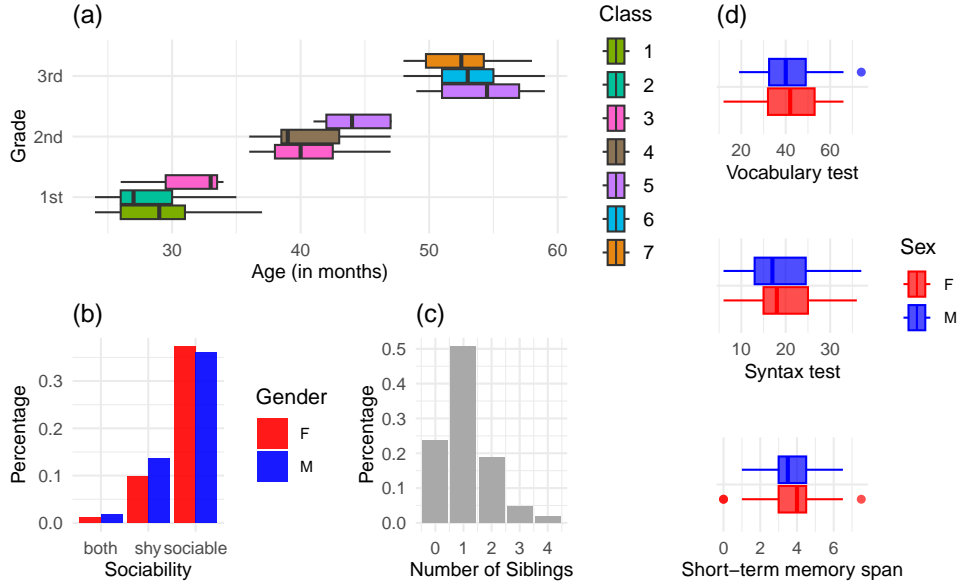 (a)
Grade
3rd
2nd
1st
30 40 50 60
Age (in months)
Class
1
2
3
4
5
6
7
(b)
Percentage
0.3
0.2
0.1
0.0
both shy sociable
Sociability
Gender
F
M
(c)
Percentage
0.5
0.4
0.3
0.2
0.1
0.0
0 1 2 3 4
Number of Siblings
(d)
20 40 60
Vocabulary test
10 20 30
Syntax test
0 2 4 6
Short−term memory span
Sex
F
M